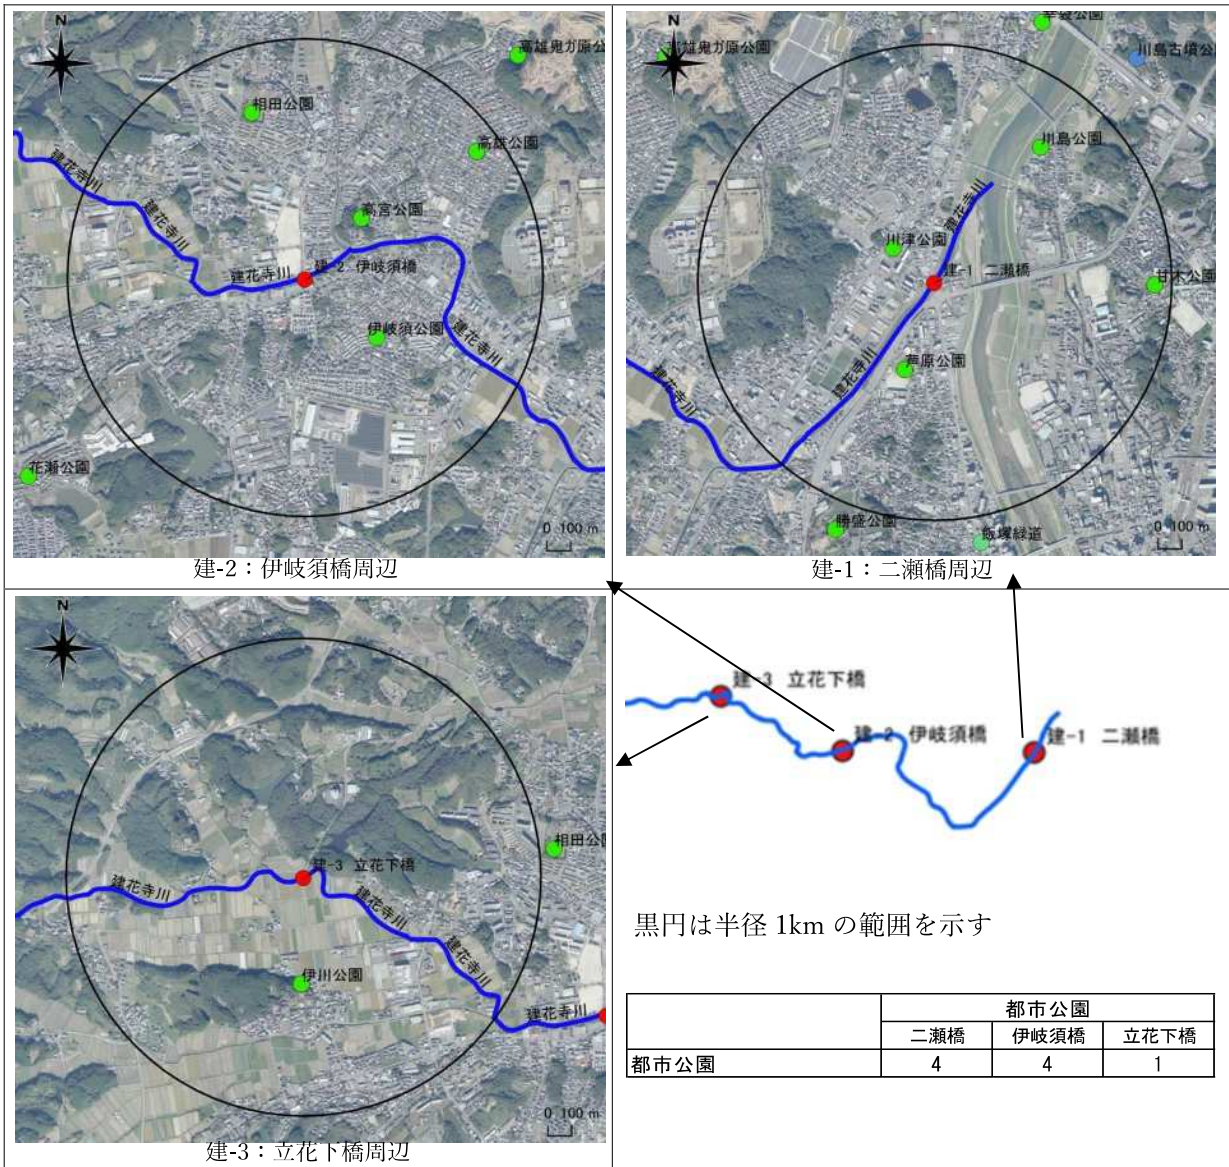 N
高雄鬼ガ原公
相田公園
高雄公園
建花寺川
高宮公園
建花寺川
建花寺川
建-2 伊岐須橋
伊岐須公園
建花寺川
花瀬公園
0 100 m
建-2：伊岐須橋周辺
N
幸袋公園
高雄鬼ガ原公園
川島古墳公
川島公園
建花寺川
川津公園
建-1 二瀬橋
甘木公園
建花寺川
芦原公園
建花寺川
勝盛公園
飯塚緑道
0 100 m
建-1：二瀬橋周辺
N
相田公
建-3 立花下橋
建花寺川
建花寺川
建花寺川
伊川公園
建花寺川
0 100 m
建-3：立花下橋周辺
建-3 立花下橋
建-2 伊岐須橋
建-1 二瀬橋
黒円は半径 1km の範囲を示す
都市公園
二瀬橋 伊岐須橋 立花下橋
都市公園 4 4 1